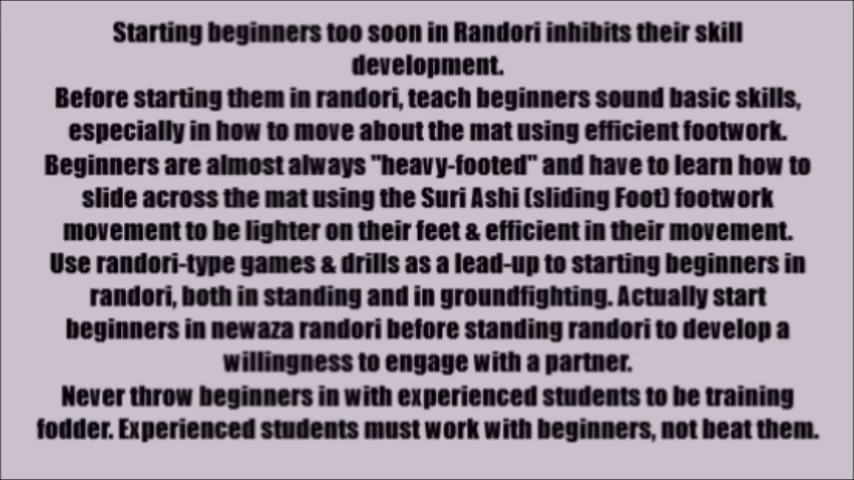 Starting beginners too soon in Randori inhibits their skill
development.
Before starting them in randori, teach beginners sound basic skills,
especially in how to move about the mat using efficient footwork.
Beginners are almost always "heavy-footed" and have to learn how to
slide across the mat using the Suri Ashi (sliding Foot) footwork
movement to be lighter on their feet & efficient in their movement.
Use randori-type games & drills as a lead-up to starting beginners in
randori, both in standing and in groundfighting. Actually start
beginners in newaza randori before standing randori to develop a
willingness to engage with a partner.
Never throw beginners in with experienced students to be training
fodder. Experienced students must work with beginners, not beat them.